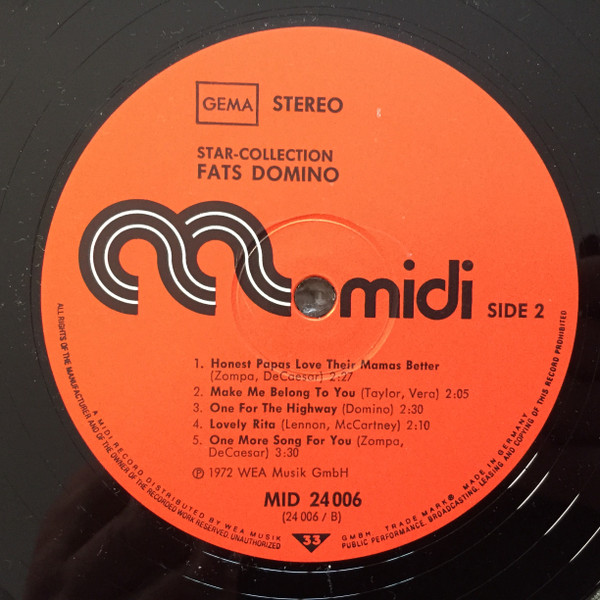 GEMA STEREO
STAR-COLLECTION
FATS DOMINO
midi SIDE 2
1. Honest Papas Love Their Mamas Better
(Zompa, DeCaesar) 2:27
2. Make Me Belong To You (Taylor, Vera) 2:05
3. One For The Highway (Domino) 2:30
4. Lovely Rita (Lennon, McCartney) 2:10
5. One More Song For You (Zompa,
DeCaesar) 3:30
Ⓟ 1972 WEA Musik GmbH
MID 24 006
(24 006 / B)
33
ALL RIGHTS OF THE MANUFACTURER AND OF THE OWNER OF THE RECORDED WORK RESERVED. UNAUTHORIZED PUBLIC PERFORMANCE, BROADCASTING, LEASING AND COPYING OF THIS RECORD PROHIBITED
A MIDI RECORD DISTRIBUTED BY WEA MUSIK GMBH. TRADE MARK® MADE IN GERMANY